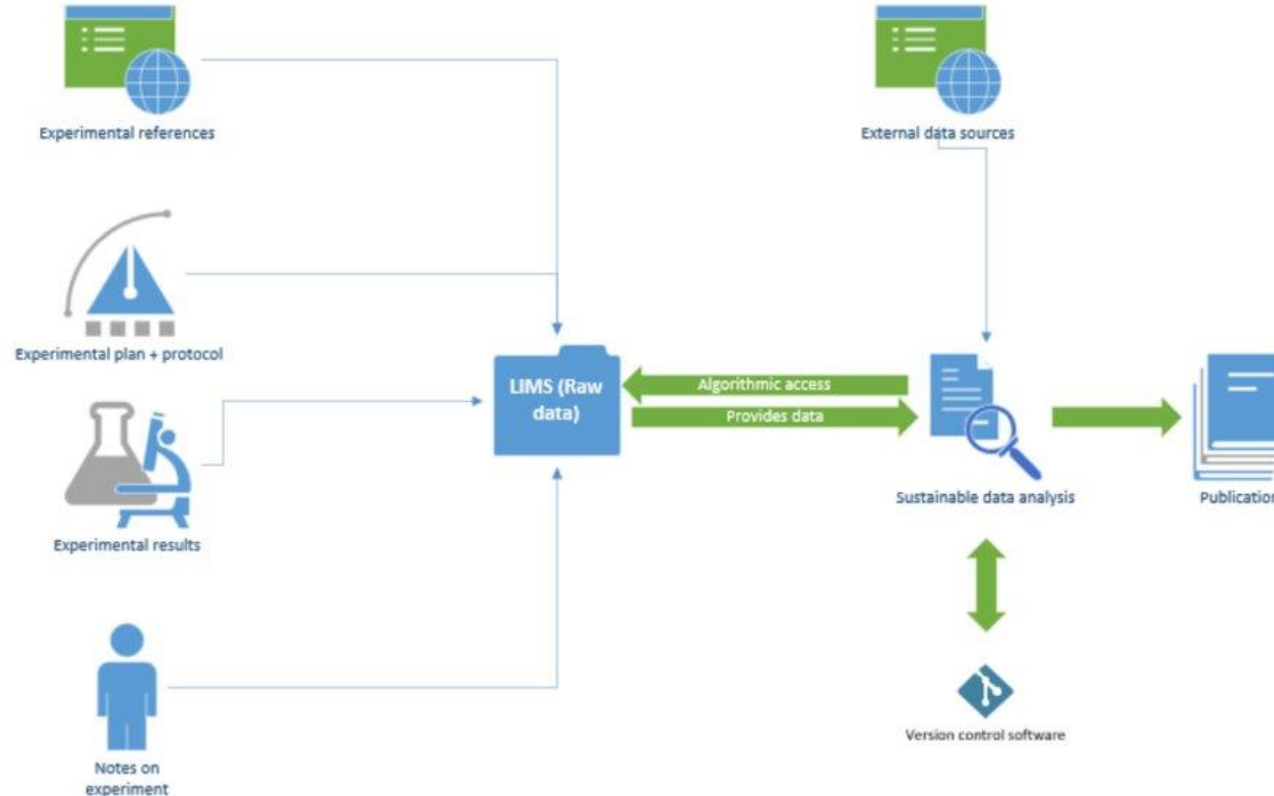 Experimental references
External data sources
Experimental plan + protocol
LIMS (Raw
data)
Algorithmic access
Provides data
Sustainable data analysis
Publication
Experimental results
Version control software
Notes on
experiment